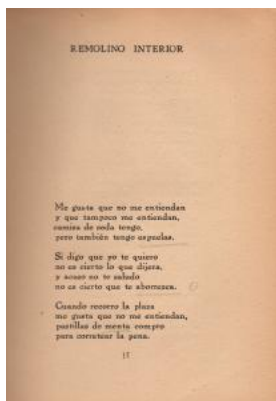 REMOLINO INTERIOR
Me gusta que no me entiendan
y que tampoco me entiendan,
camisa de seda tengo,
pero también tengo espuelas.
Si digo que yo te quiero
no es cierto lo que dijera,
y acaso no te saludo
no es cierto que te aborrezca.
Cuando recorro la plaza
me gusta que no me entiendan,
pastillas de menta compro
para corretear la pena.